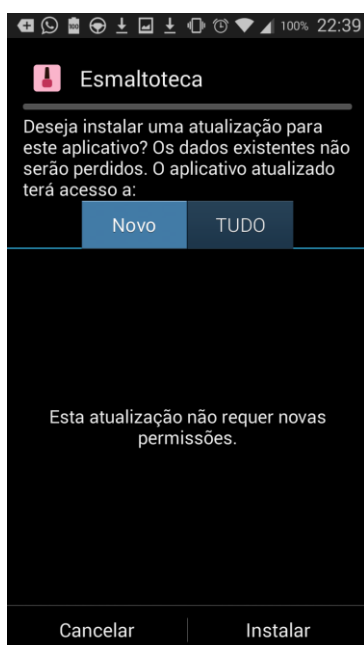 100% 22:39
Esmaltoteca
Deseja instalar uma atualização para
este aplicativo? Os dados existentes não
serão perdidos. O aplicativo atualizado
terá acesso a:
Novo TUDO
Esta atualização não requer novas
permissões.
Cancelar Instalar